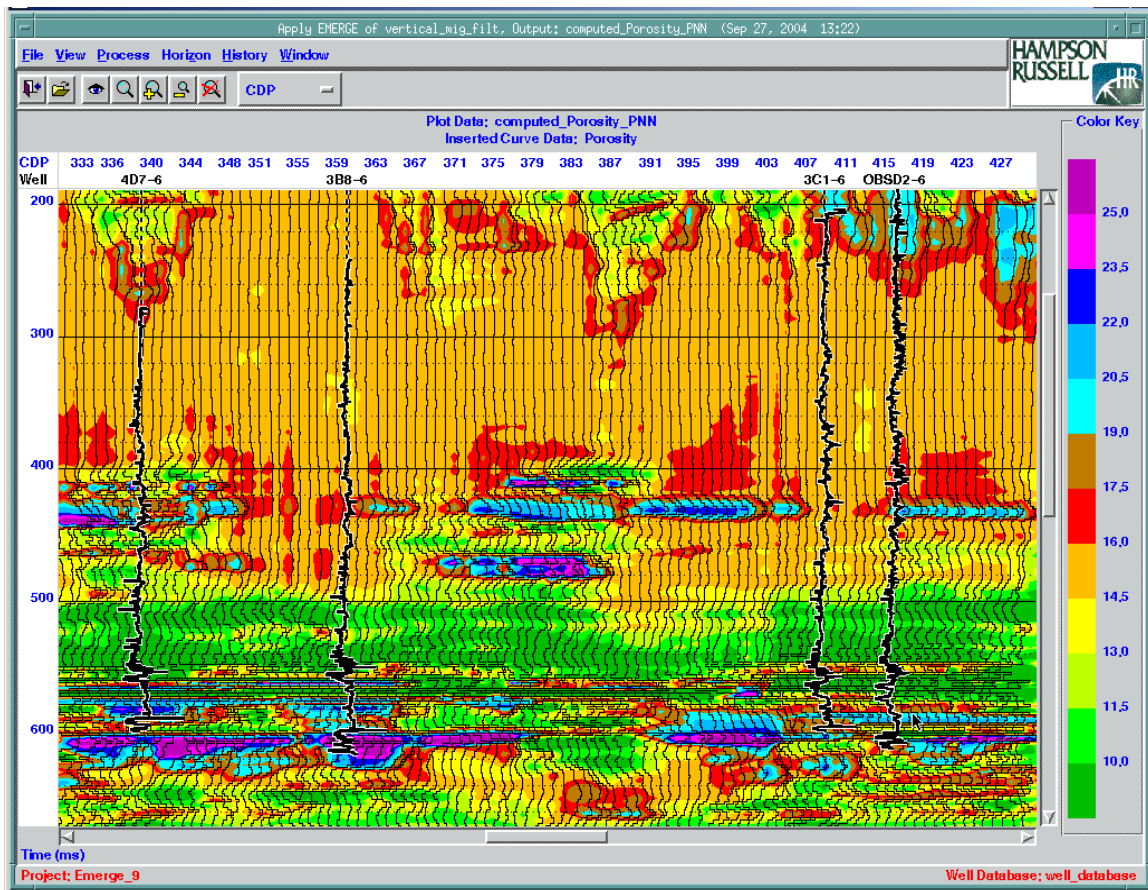 Apply EMERGE of vertical_mig_filt, Output: computed_Porosity_PNN (Sep 27, 2004 13:22)
File View Process Horizon History Window
HAMPSON
RUSSELL
HR
CDP
Plot Data: computed_Porosity_PNN
Inserted Curve Data: Porosity
Color Key
CDP 333 336 340 344 348 351 355 359 363 367 371 375 379 383 387 391 395 399 403 407 411 415 419 423 427
Well 4D7-6 3B8-6 3C1-6 OBSD2-6
200
300
400
500
600
25,0
23,5
22,0
20,5
19,0
17,5
16,0
14,5
13,0
11,5
10,0
Time (ms)
Project: Emerge_9 Well Database: well_database